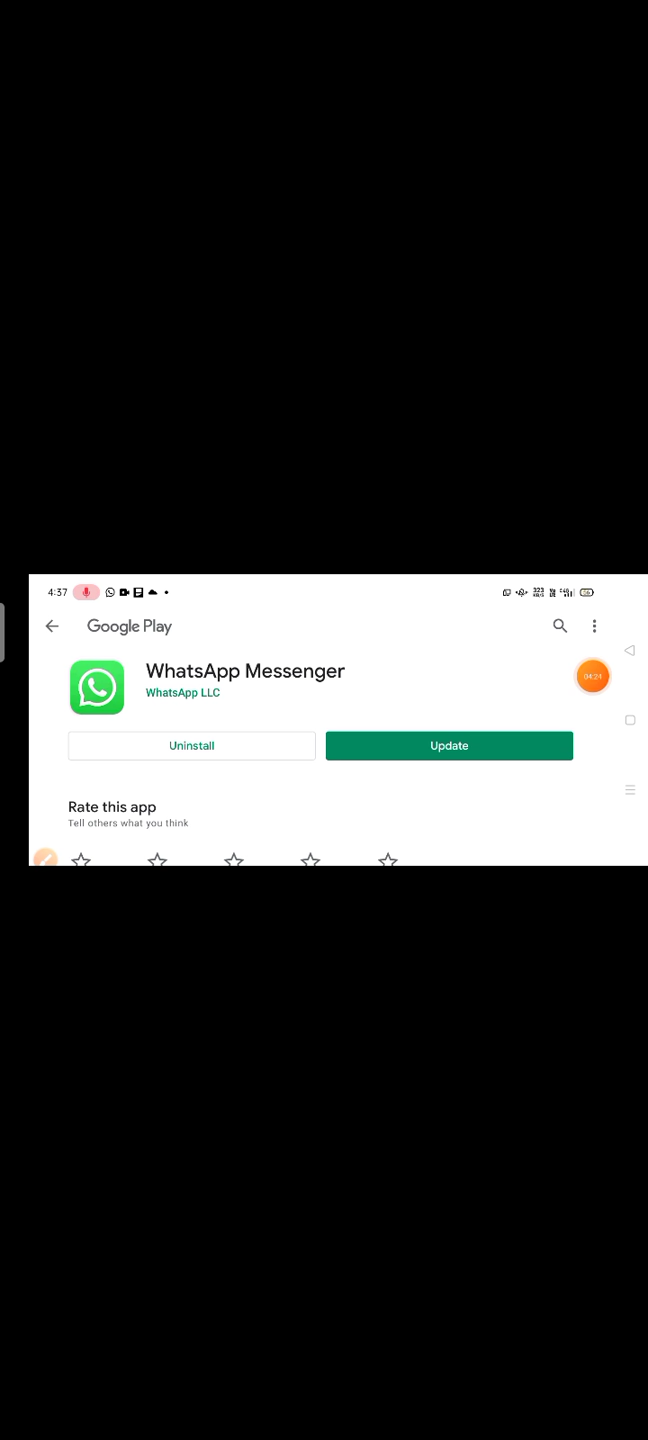 4:37
Google Play
WhatsApp Messenger
WhatsApp LLC
04:24
Uninstall Update
Rate this app
Tell others what you think